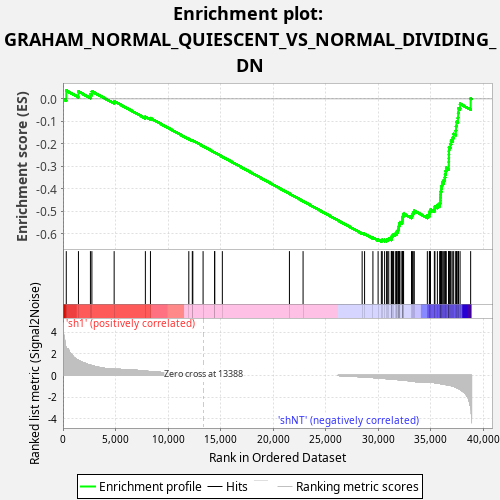 Enrichment plot:
GRAHAM_NORMAL_QUIESCENT_VS_NORMAL_DIVIDING_
DN
Enrichment score (ES)
0.0
-0.1
-0.2
-0.3
-0.4
-0.5
-0.6
'sh1' (positively correlated)
Ranked list metric (Signal2Noise)
4
2
0
-2
-4
Zero cross at 13388
'shNT' (negatively correlated)
0
5,000
10,000
15,000
20,000
25,000
30,000
35,000
40,000
Rank in Ordered Dataset
Enrichment profile
Hits
Ranking metric scores